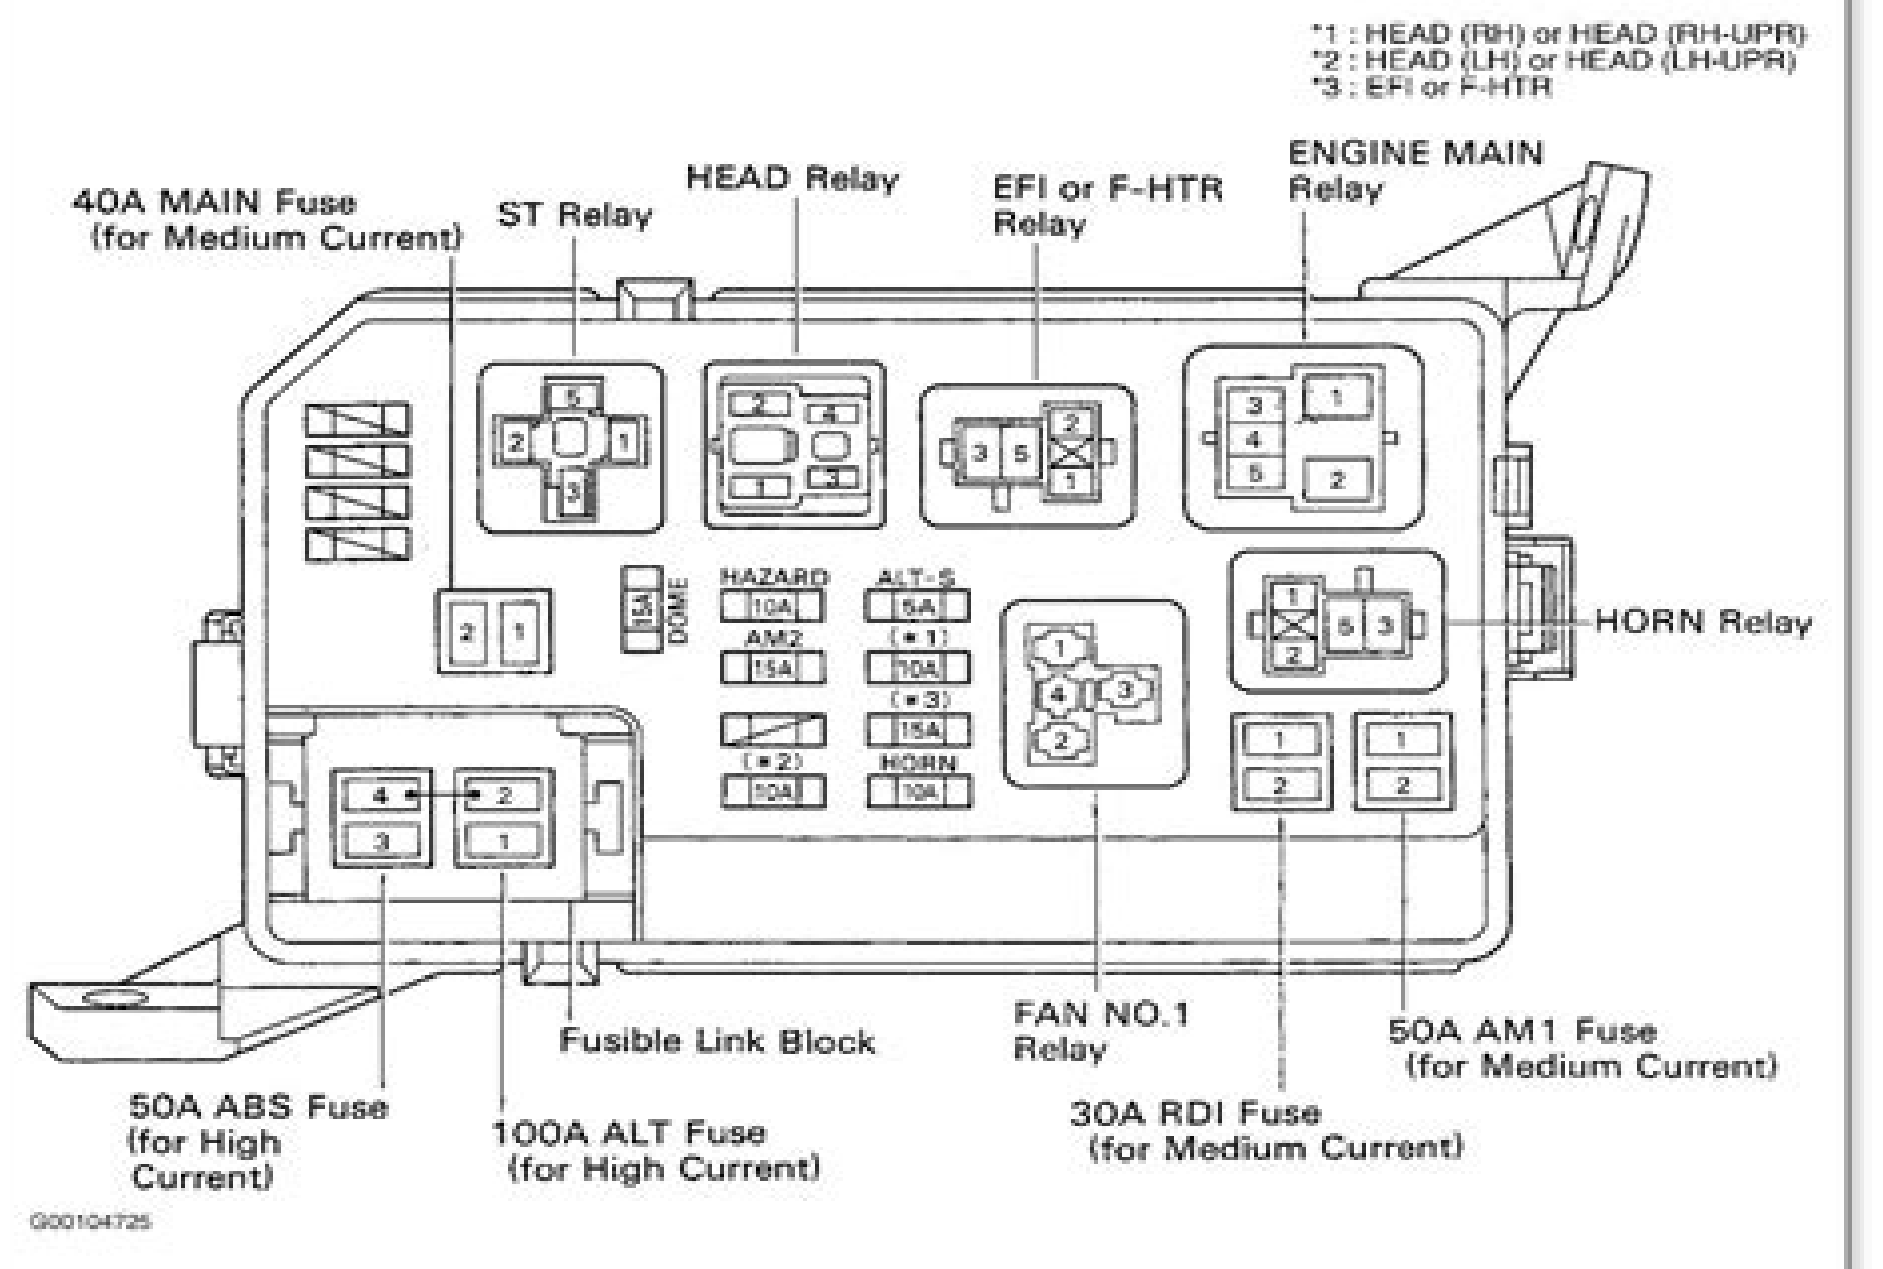 *1 : HEAD (RH) or HEAD (RH-UPR)
*2 : HEAD (LH) or HEAD (LH-UPR)
*3 : EFI or F-HTR
ENGINE MAIN
Relay
HEAD Relay
EFI or F-HTR
Relay
40A MAIN Fuse
(for Medium Current)
ST Relay
5
2
1
3
2
4
1
3
3
5
2
1
3
4
5
1
2
2
1
15A
DOME
HAZARD
10A
AM2
15A
(*2)
10A
ALT-S
5A
(*1)
10A
(*3)
15A
HORN
10A
1
4
3
2
1
2
5
3
HORN Relay
1
2
1
2
4
3
2
1
Fusible Link Block
FAN NO.1
Relay
50A AM1 Fuse
(for Medium Current)
50A ABS Fuse
(for High
Current)
100A ALT Fuse
(for High Current)
30A RDI Fuse
(for Medium Current)
G00104725